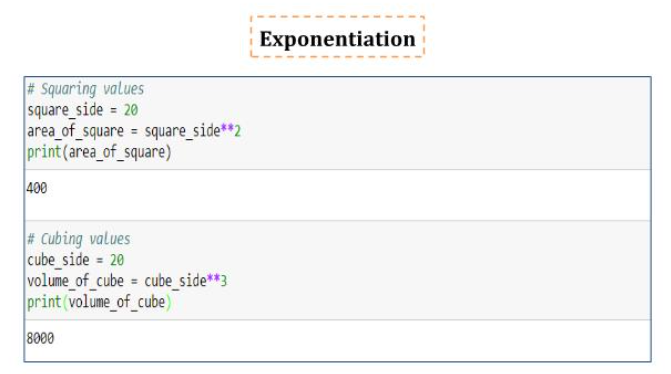 Exponentiation
# Squaring values
square_side = 20
area_of_square = square_side**2
print(area_of_square)
400
# Cubing values
cube_side = 20
volume_of_cube = cube_side**3
print(volume_of_cube)
8000